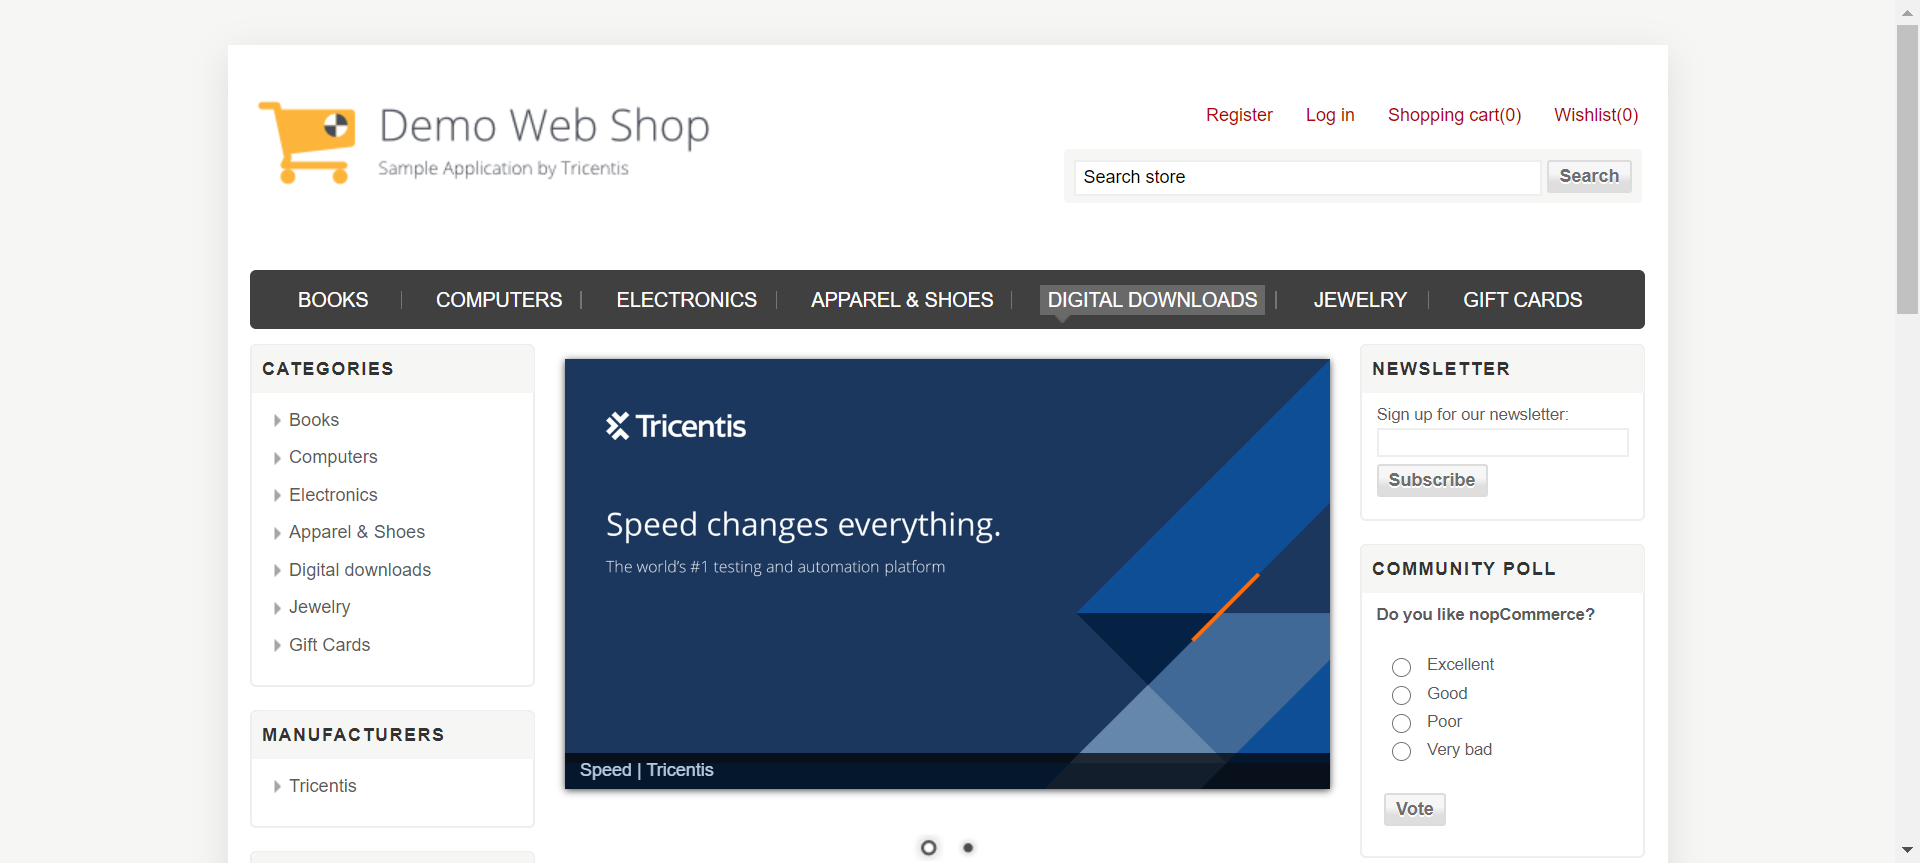 Demo Web Shop
Sample Application by Tricentis
Register Log in Shopping cart(0) Wishlist(0)
Search store Search
BOOKS COMPUTERS ELECTRONICS APPAREL & SHOES DIGITAL DOWNLOADS JEWELRY GIFT CARDS
CATEGORIES
Books
Computers
Electronics
Apparel & Shoes
Digital downloads
Jewelry
Gift Cards
MANUFACTURERS
Tricentis
Tricentis
Speed changes everything.
The world's #1 testing and automation platform
Speed | Tricentis
NEWSLETTER
Sign up for our newsletter:
Subscribe
COMMUNITY POLL
Do you like nopCommerce?
Excellent
Good
Poor
Very bad
Vote